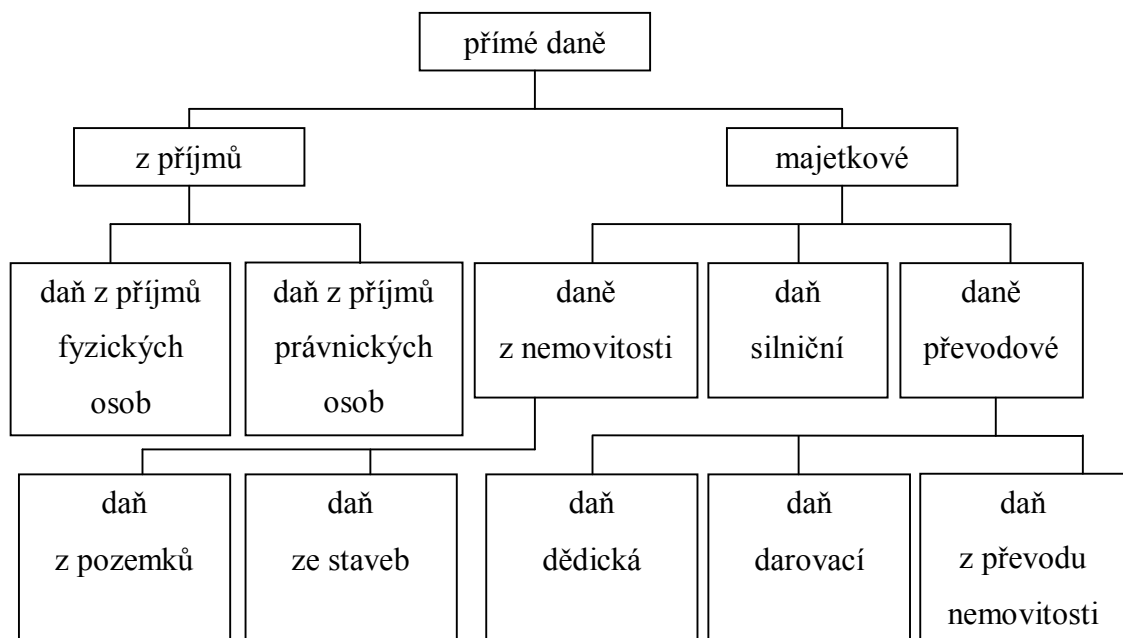 přímé daně
z příjmů
majetkové
daň z příjmů
fyzických
osob
daň z příjmů
právnických
osob
daně
z nemovitosti
daň
silniční
daně
převodové
daň
z pozemků
daň
ze staveb
daň
dědická
daň
darovací
daň
z převodu
nemovitosti